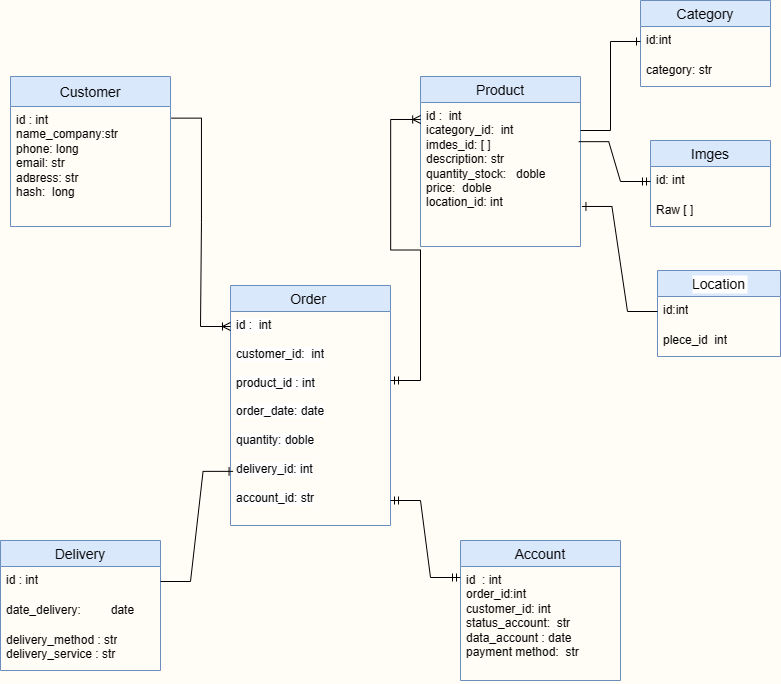 Category
id:int
category: str
Customer
id : int
name_company:str
phone: long
email: str
adвress: str
hash:  long
Product
id :  int
icategory_id:  int
imdes_id: [ ]
description: str
quantity_stock:   doble
price:  doble
location_id: int
Imges
id: int
Raw [ ]
Location
id:int
plece_id  int
Order
id :  int
customer_id:  int
product_id : int
order_date: date
quantity: doble
delivery_id: int
account_id: str
Delivery
id : int
date_delivery:         date
delivery_method : str
delivery_service : str
Account
id  : int
order_id:int
customer_id: int
status_account:  str
data_account : date
payment method:  str